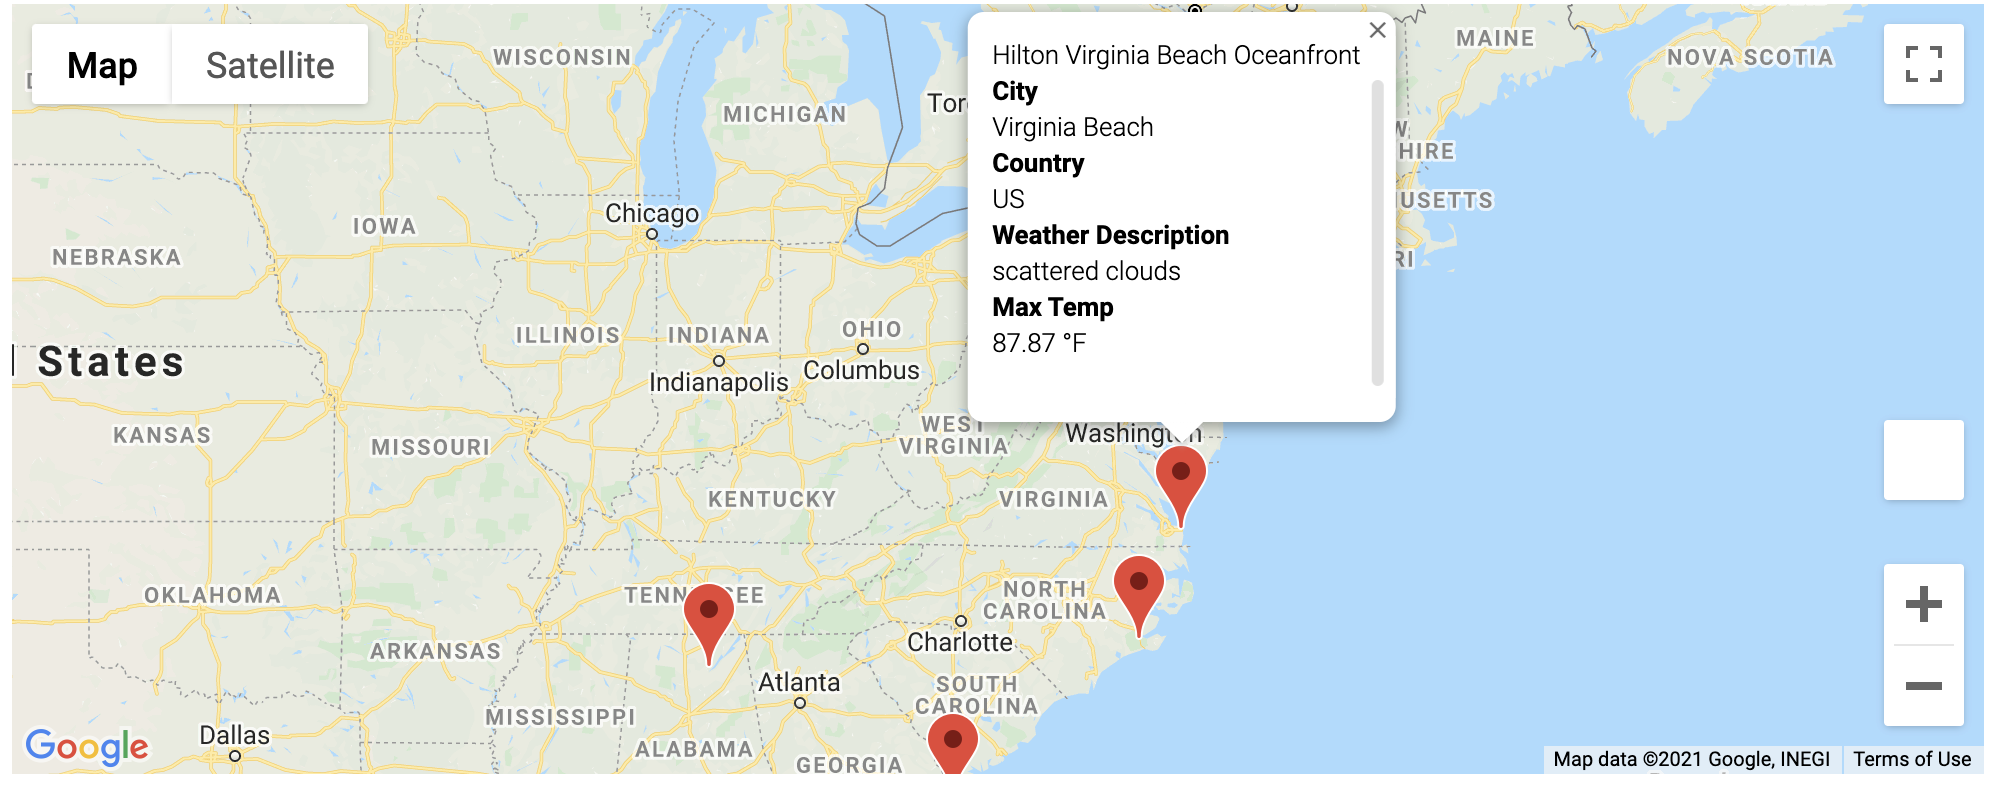 Map
Satellite
WISCONSIN
MICHIGAN
Tor
MAINE
NOVA SCOTIA
Hilton Virginia Beach Oceanfront
City
Virginia Beach
Country
US
Weather Description
scattered clouds
Max Temp
87.87 °F
HIRE
USETTS
RI
Chicago
IOWA
NEBRASKA
ILLINOIS
INDIANA
OHIO
States
Indianapolis
Columbus
KANSAS
MISSOURI
WEST
VIRGINIA
Washington
KENTUCKY
VIRGINIA
OKLAHOMA
TENN EE
NORTH
CAROLINA
ARKANSAS
Charlotte
Atlanta
SOUTH
CAROLINA
MISSISSIPPI
Dallas
ALABAMA
GEORGIA
Google
Map data ©2021 Google, INEGI
Terms of Use